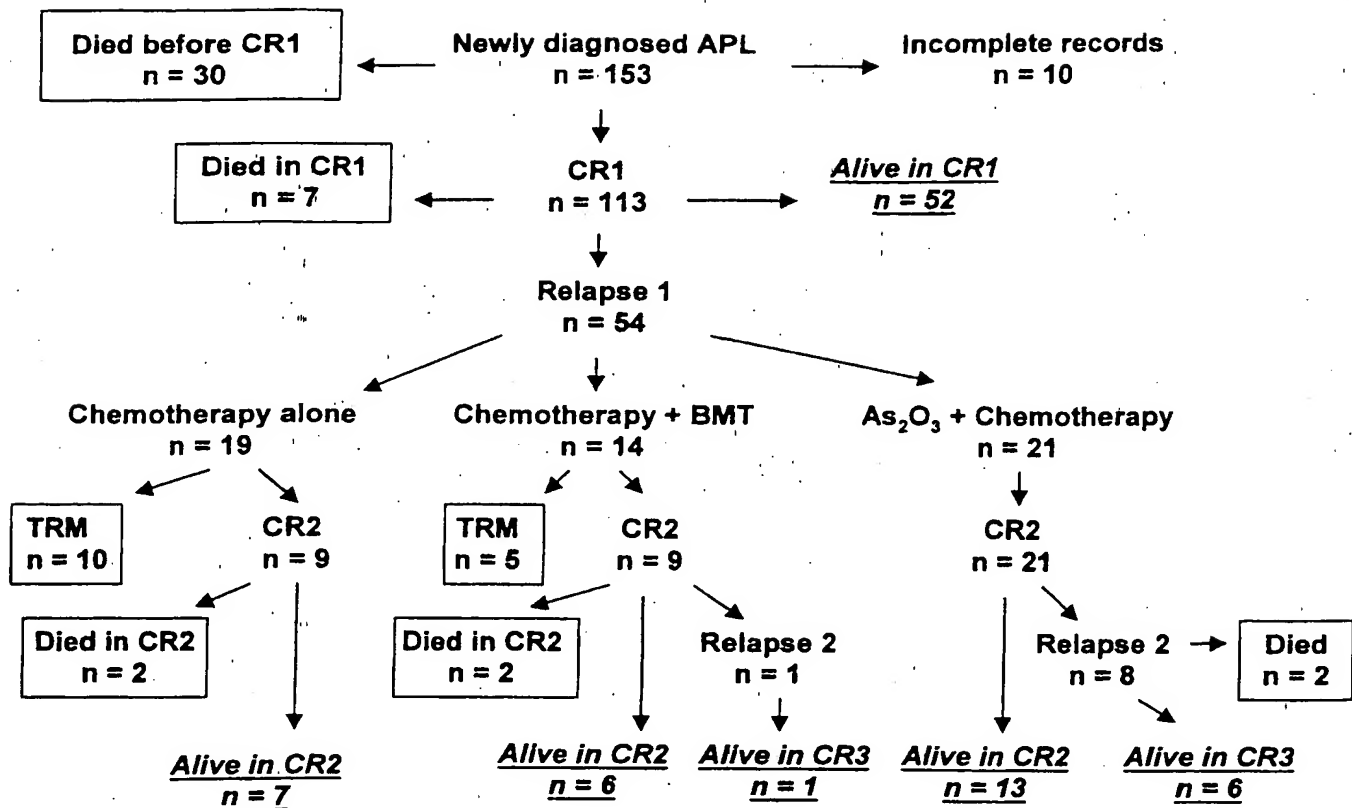 Died before CR1
n = 30
Newly diagnosed APL
n = 153
Incomplete records
n = 10
Died in CR1
n = 7
CR1
n = 113
Alive in CR1
n = 52
Relapse 1
n = 54
Chemotherapy alone
n = 19
Chemotherapy + BMT
n = 14
As₂O₃ + Chemotherapy
n = 21
TRM
n = 10
CR2
n = 9
TRM
n = 5
CR2
n = 9
CR2
n = 21
Died in CR2
n = 2
Died in CR2
n = 2
Relapse 2
n = 1
Relapse 2
n = 8
Died
n = 2
Alive in CR2
n = 7
Alive in CR2
n = 6
Alive in CR3
n = 1
Alive in CR2
n = 13
Alive in CR3
n = 6